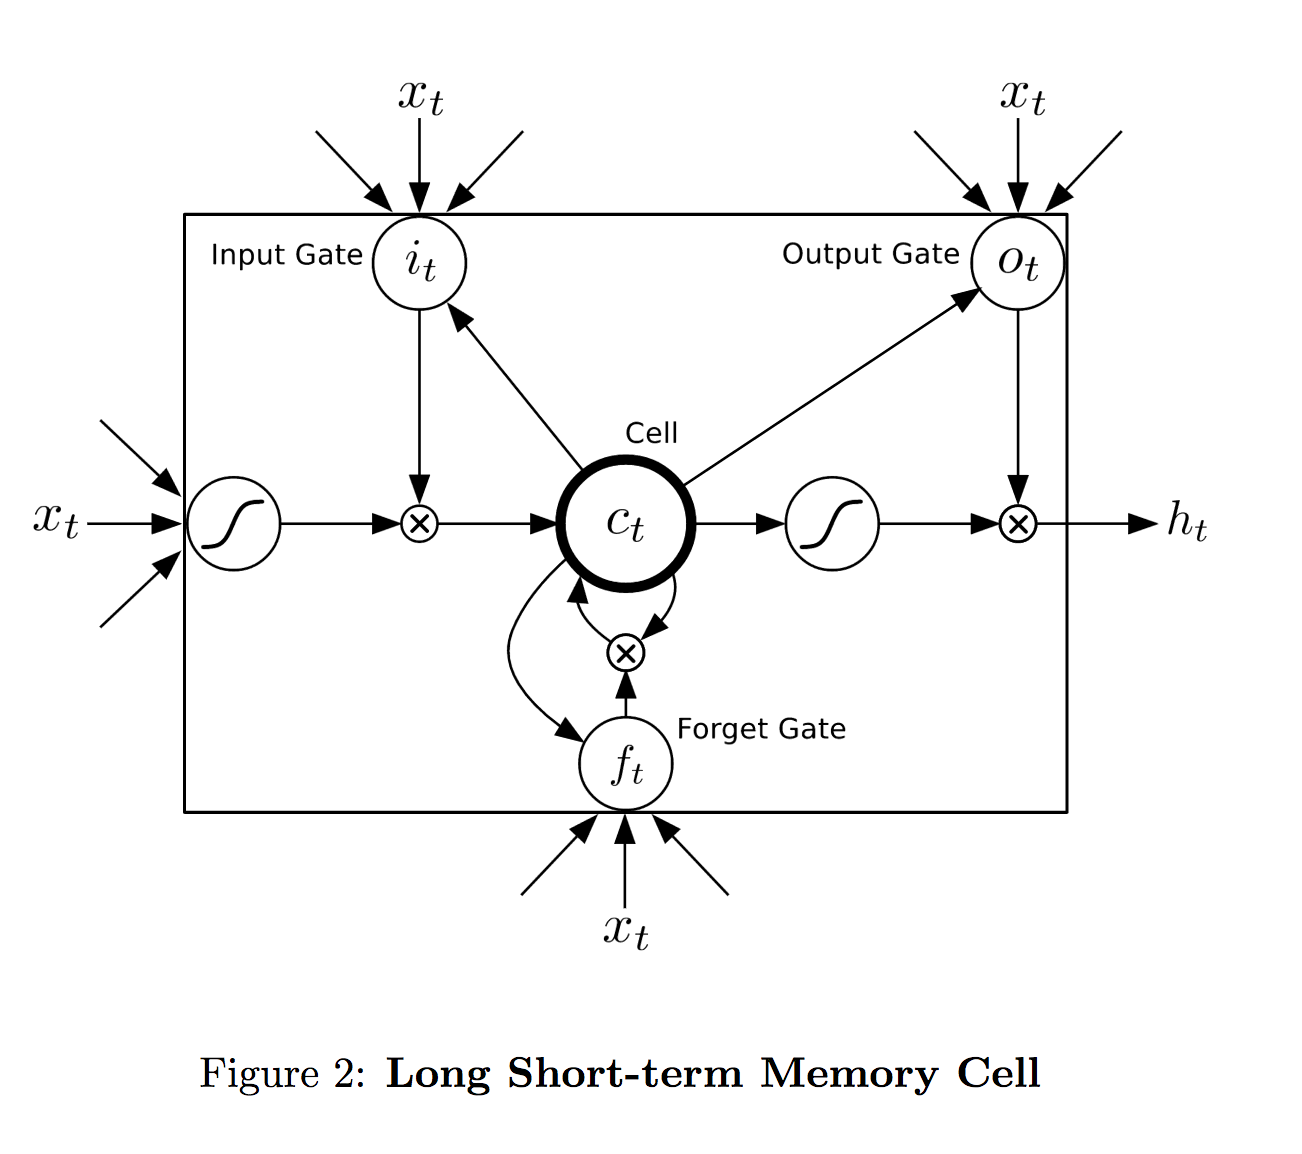 x_t x_t
Input Gate i_t Output Gate o_t
Cell
x_t c_t h_t
Forget Gate
f_t
x_t
Figure 2: Long Short-term Memory Cell